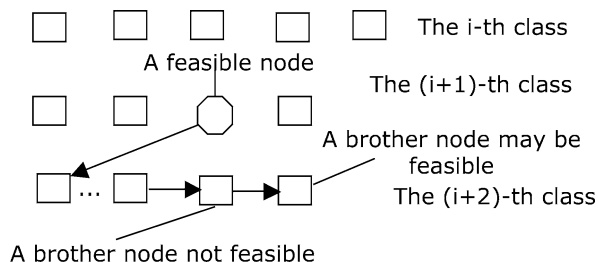 The i-th class
A feasible node
The (i+1)-th class
A brother node may be
feasible
...
The (i+2)-th class
A brother node not feasible